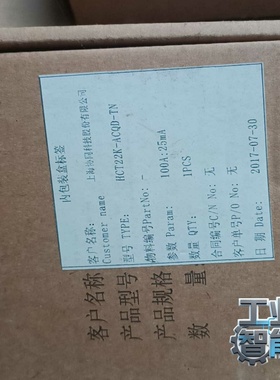 内包装盒标签
客户名称: 上海协同科技股份有限公司
Customer name
型号 TYPE: HCT22K-ACQD-TN
物料编号PartNo: -
参数 Param: 100A:25mA
数量 QTY: 1PCS
合同编号C/N No: 无
客户单号P/O No: 无
日期 Date: 2017-07-30
客户名称
产品型号
产品规格
数量